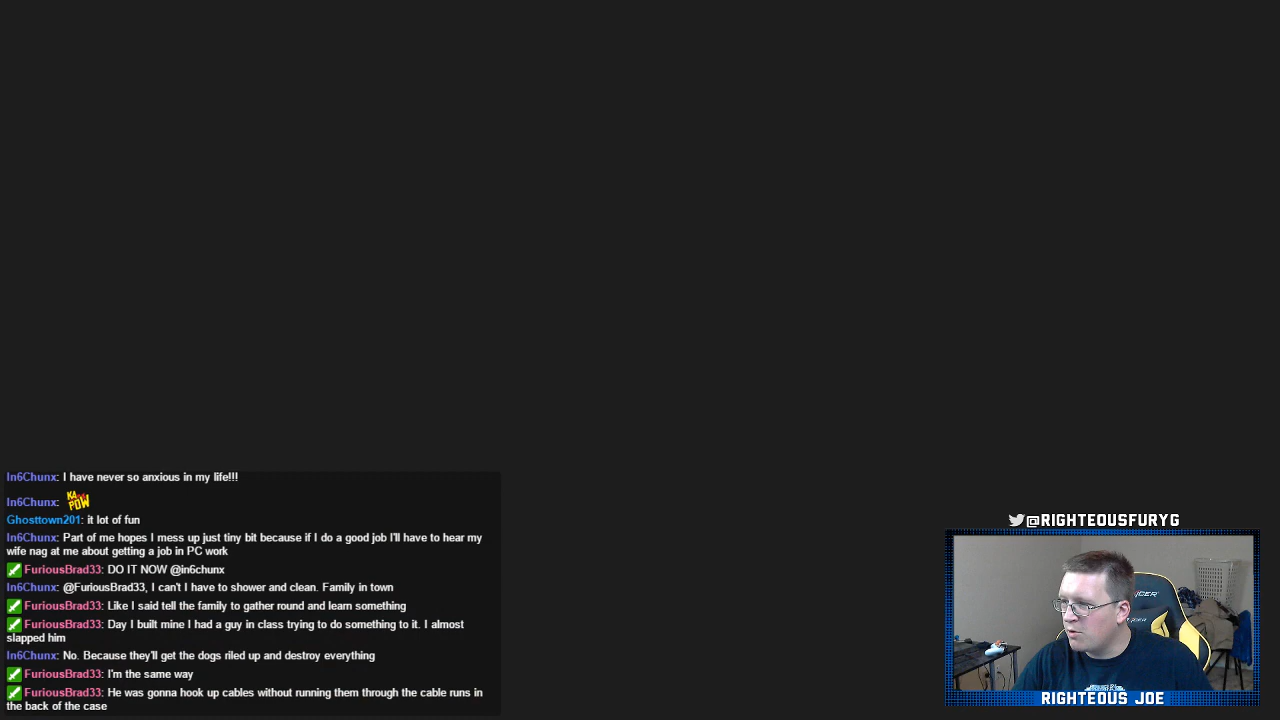 In6Chunx: I have never so anxious in my life!!!
In6Chunx: KAPOW
Ghosttown201: it lot of fun
In6Chunx: Part of me hopes I mess up just tiny bit because if I do a good job I'll have to hear my
wife nag at me about getting a job in PC work
FuriousBrad33: DO IT NOW @in6chunx
In6Chunx: @FuriousBrad33, I can't I have to shower and clean. Family in town
FuriousBrad33: Like I said tell the family to gather round and learn something
FuriousBrad33: Day I built mine I had a guy in class trying to do something to it. I almost
slapped him
In6Chunx: No. Because they'll get the dogs riled up and destroy everything
FuriousBrad33: I'm the same way
FuriousBrad33: He was gonna hook up cables without running them through the cable runs in
the back of the case
@RIGHTEOUSFURYG
RIGHTEOUS JOE